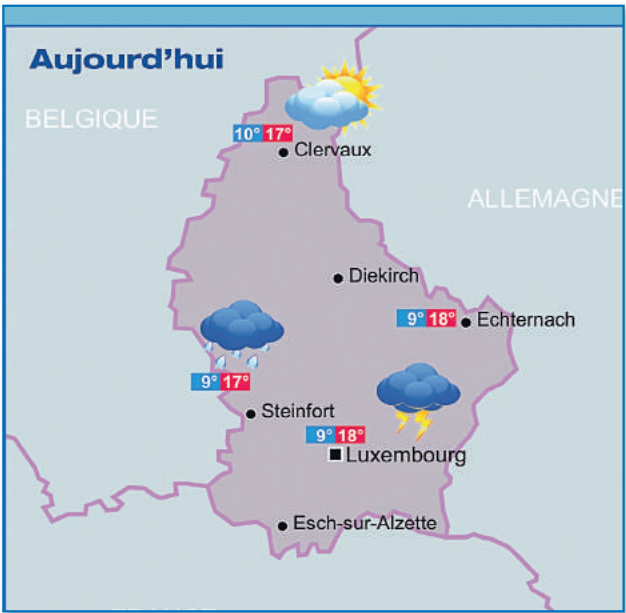 Aujourd'hui
BELGIQUE
10° 17°
Clervaux
ALLEMAGNE
Diekirch
9° 18°
Echternach
9° 17°
Steinfort
9° 18°
Luxembourg
Esch-sur-Alzette